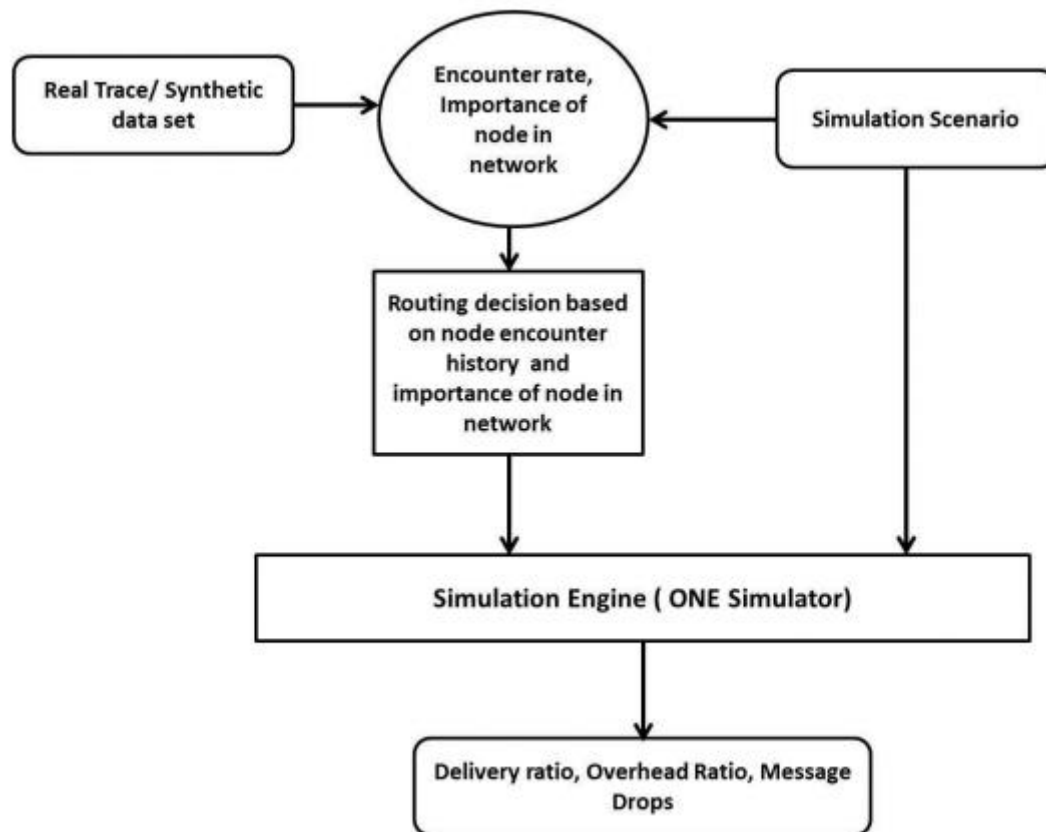 Real Trace/ Synthetic
data set
Encounter rate,
Importance of
node in
network
Simulation Scenario
Routing decision based
on node encounter
history and
importance of node in
network
Simulation Engine ( ONE Simulator)
Delivery ratio, Overhead Ratio, Message
Drops